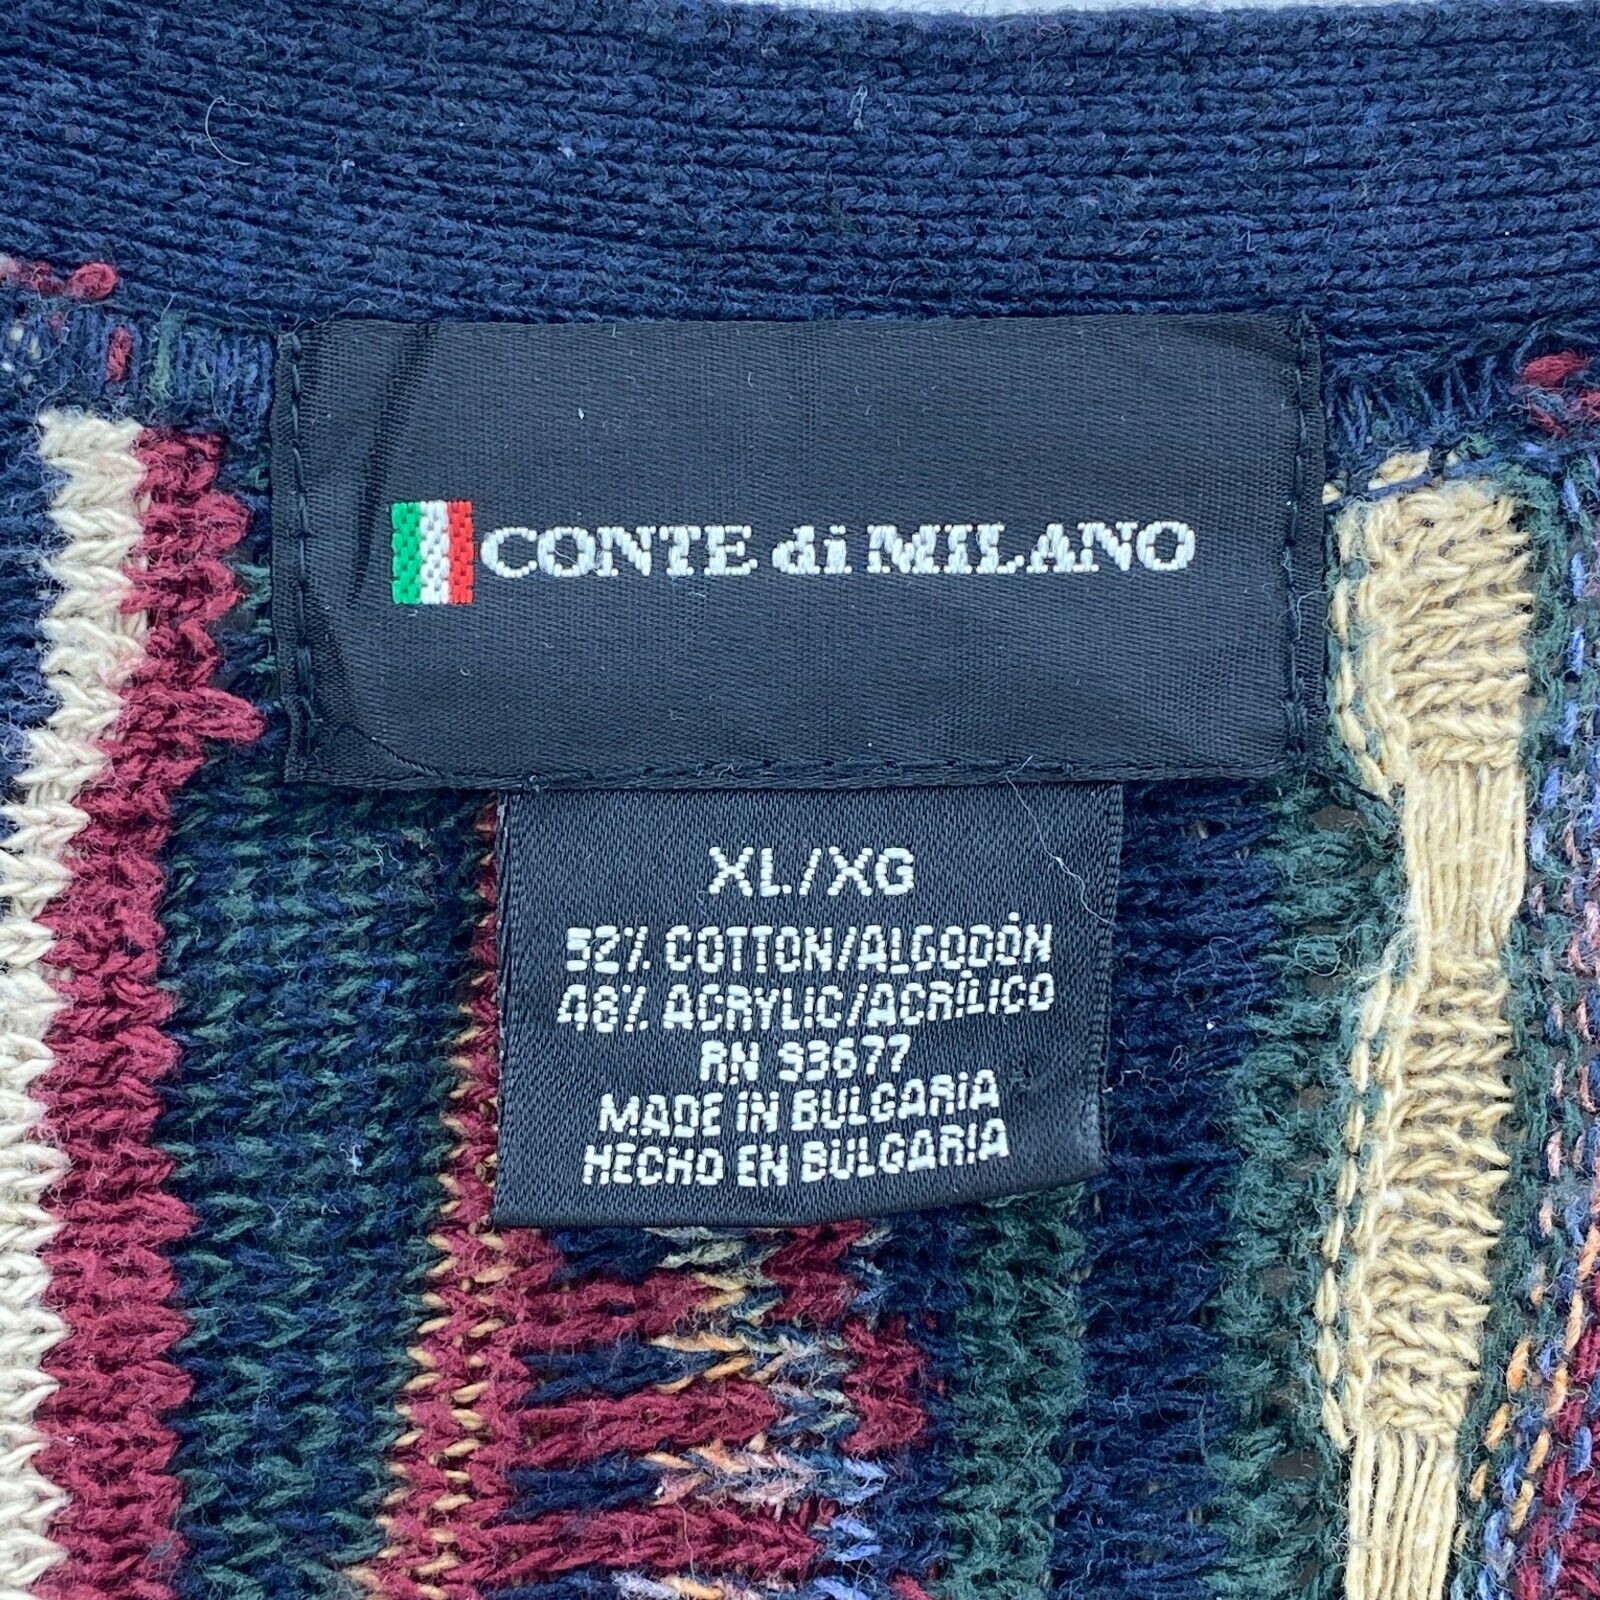 CONTE di MILANO
XL/XG
52% COTTON/ALGODÓN
48% ACRYLIC/ACRÍLICO
RN 93677
MADE IN BULGARIA
HECHO EN BULGARIA